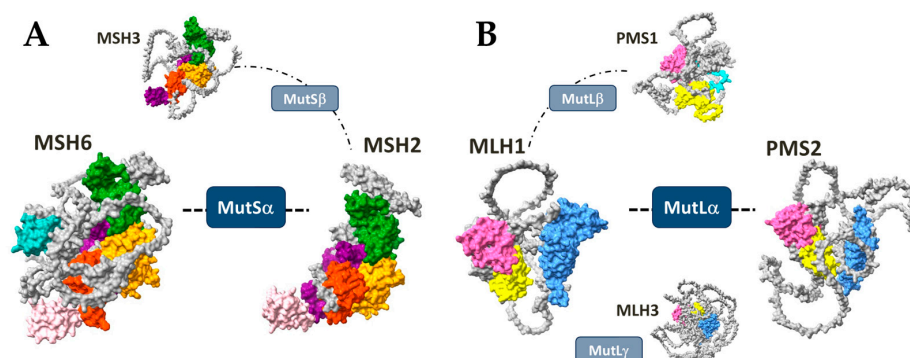 A
MSH3
MutSβ
MSH6
MSH2
MutSα
B
PMS1
MutLβ
MLH1
PMS2
MutLα
MLH3
MutLγ